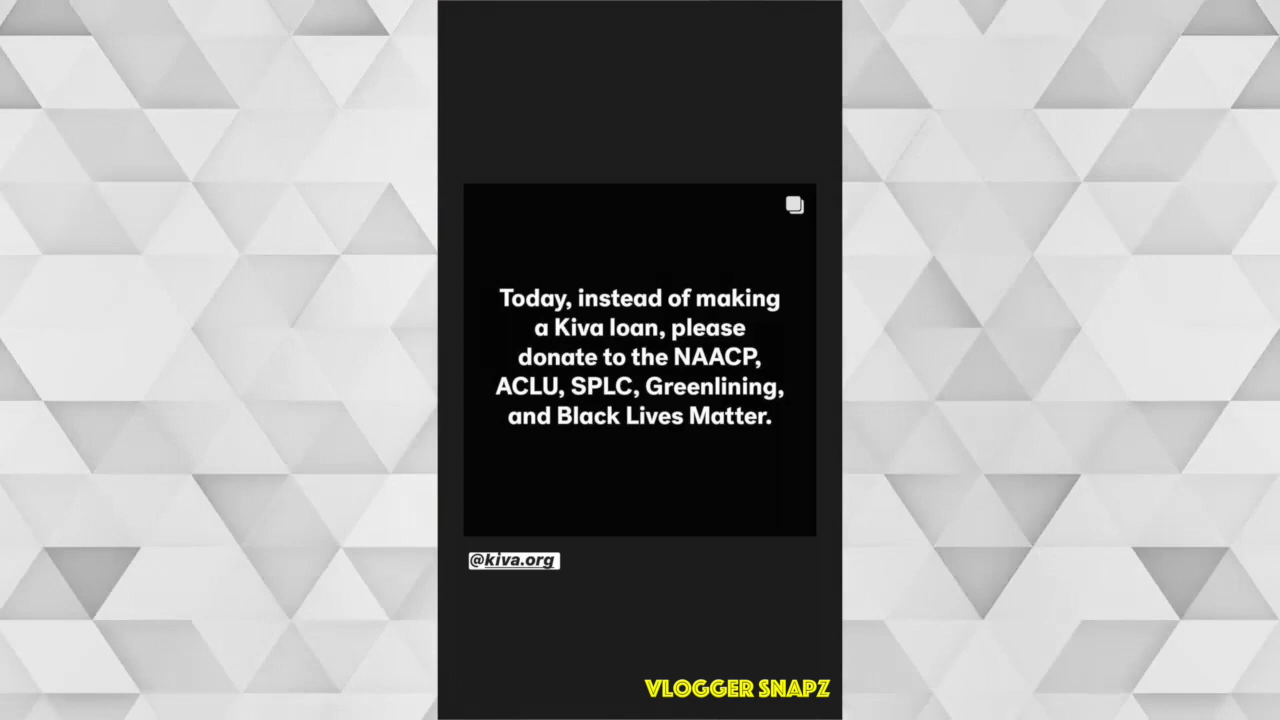 Today, instead of making
a Kiva loan, please
donate to the NAACP,
ACLU, SPLC, Greenlining,
and Black Lives Matter.
@kiva.org
VLOGGER SNAPZ